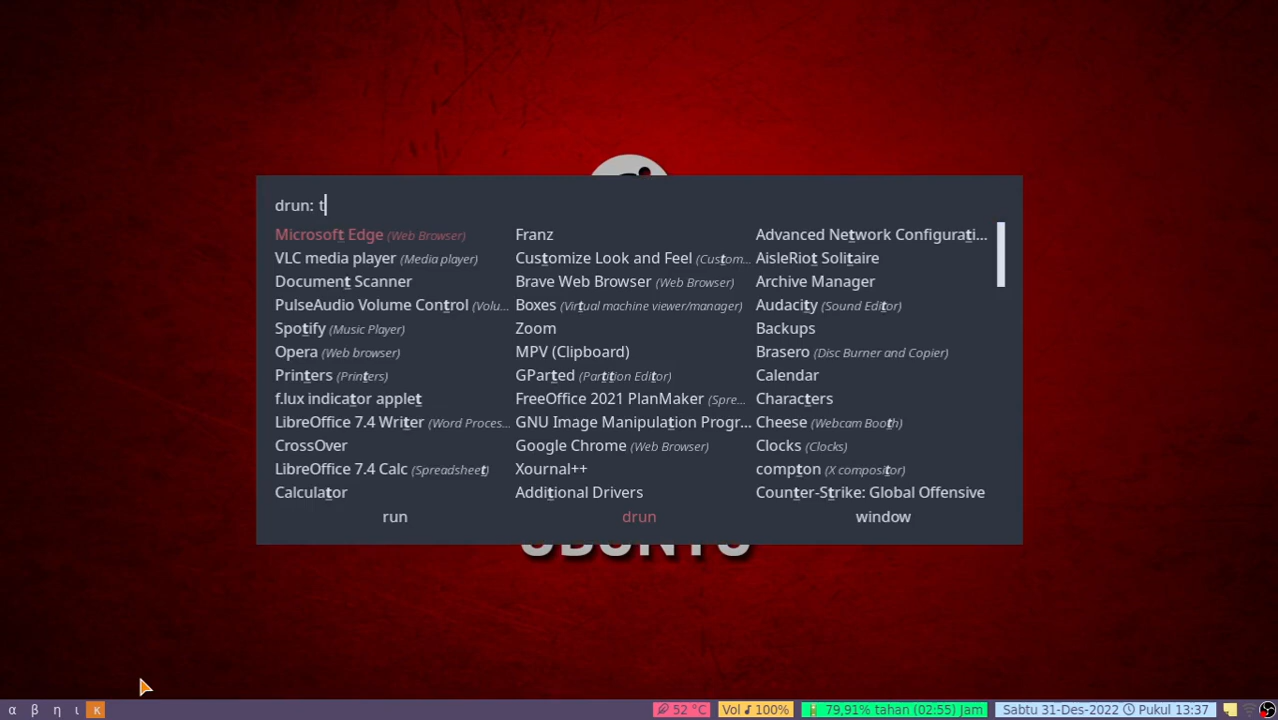 drun: t
Microsoft Edge (Web Browser)
VLC media player (Media player)
Document Scanner
PulseAudio Volume Control (Volu...
Spotify (Music Player)
Opera (Web browser)
Printers (Printers)
f.lux indicator applet
LibreOffice 7.4 Writer (Word Proces...
CrossOver
LibreOffice 7.4 Calc (Spreadsheet)
Calculator
Franz
Customize Look and Feel (Custom...
Brave Web Browser (Web Browser)
Boxes (Virtual machine viewer/manager)
Zoom
MPV (Clipboard)
GParted (Partition Editor)
FreeOffice 2021 PlanMaker (Spre...
GNU Image Manipulation Progr...
Google Chrome (Web Browser)
Xournal++
Additional Drivers
Advanced Network Configurati...
AisleRiot Solitaire
Archive Manager
Audacity (Sound Editor)
Backups
Brasero (Disc Burner and Copier)
Calendar
Characters
Cheese (Webcam Booth)
Clocks (Clocks)
compton (X compositor)
Counter-Strike: Global Offensive
run drun window
UBUNTU
α β η ι κ 52 °C Vol 100% 79,91% tahan (02:55) Jam Sabtu 31-Des-2022 Pukul 13:37